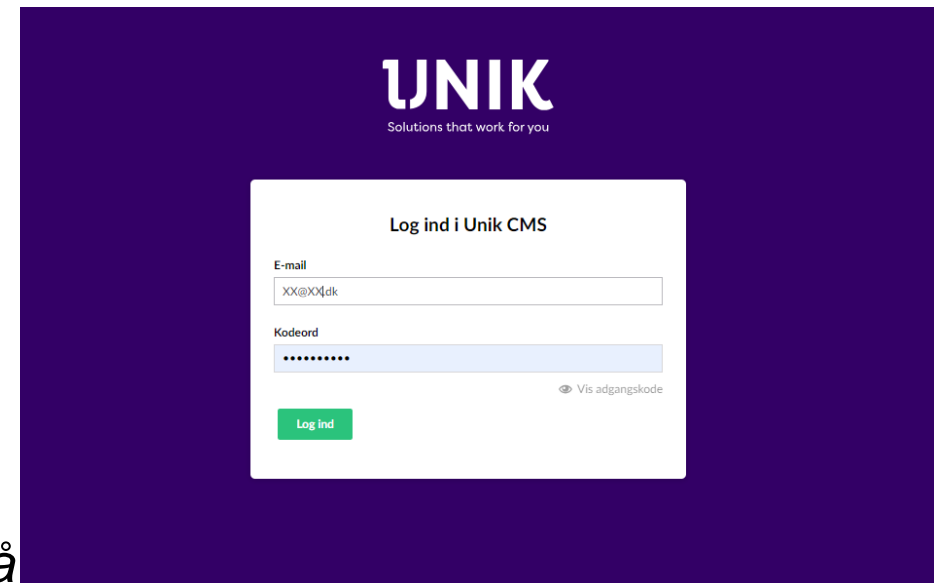 UNIK
Solutions that work for you
Log ind i Unik CMS
E-mail
XX@XX.dk
Kodeord
••••••••••
Vis adgangskode
Log ind
å